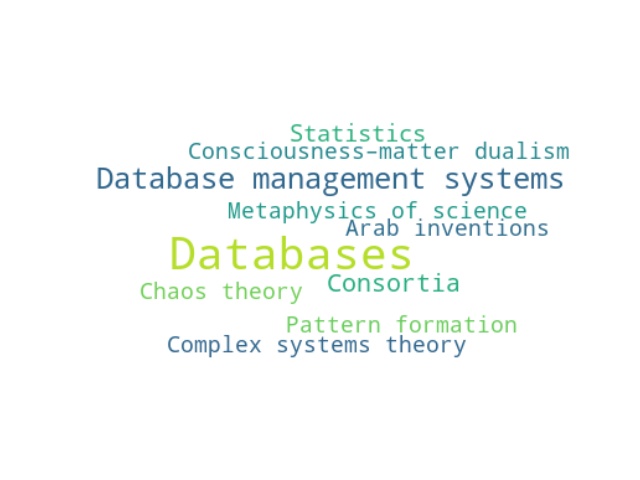 Statistics
Consciousness–matter dualism
Database management systems
Metaphysics of science
Arab inventions
Databases
Consortia
Chaos theory
Pattern formation
Complex systems theory